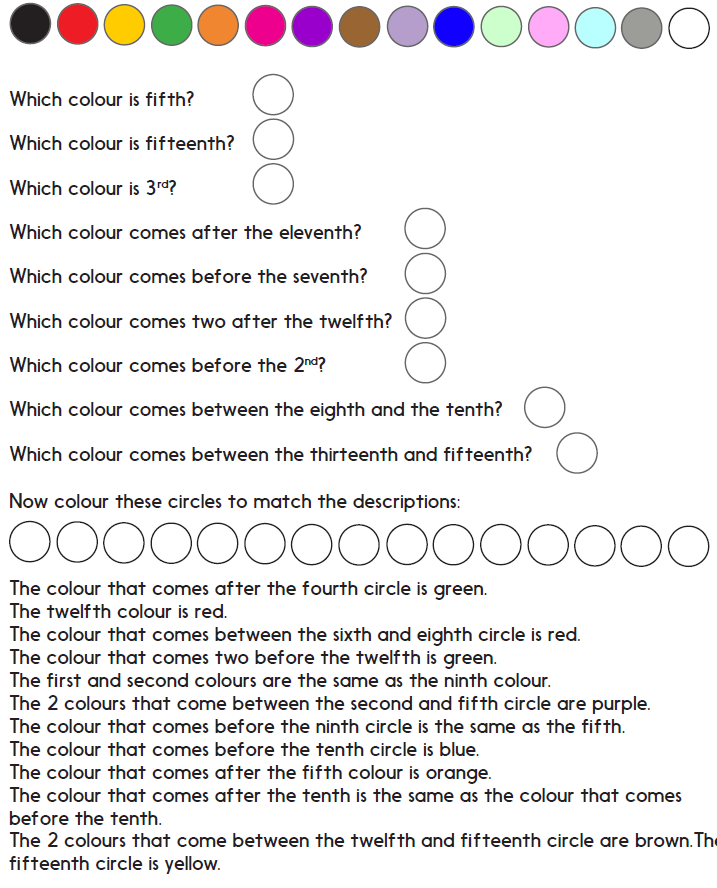 Which colour is fifth?
Which colour is fifteenth?
Which colour is 3rd?
Which colour comes after the eleventh?
Which colour comes before the seventh?
Which colour comes two after the twelfth?
Which colour comes before the 2nd?
Which colour comes between the eighth and the tenth?
Which colour comes between the thirteenth and fifteenth?
Now colour these circles to match the descriptions:
The colour that comes after the fourth circle is green.
The twelfth colour is red.
The colour that comes between the sixth and eighth circle is red.
The colour that comes two before the twelfth is green.
The first and second colours are the same as the ninth colour.
The 2 colours that come between the second and fifth circle are purple.
The colour that comes before the ninth circle is the same as the fifth.
The colour that comes before the tenth circle is blue.
The colour that comes after the fifth colour is orange.
The colour that comes after the tenth is the same as the colour that comes
before the tenth.
The 2 colours that come between the twelfth and fifteenth circle are brown.The
fifteenth circle is yellow.